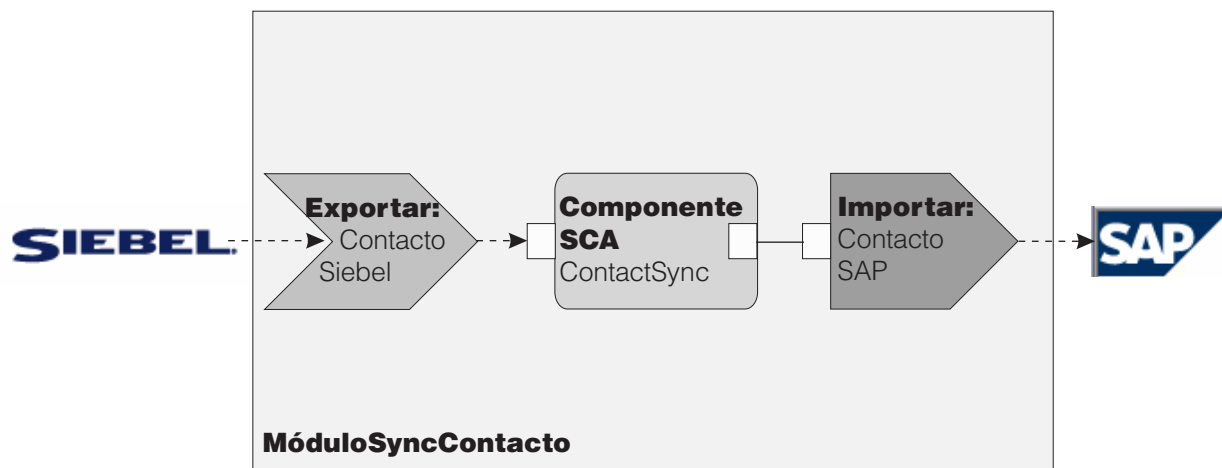 SIEBEL.
Exportar:
Contacto
Siebel
Componente
SCA
ContactSync
Importar:
Contacto
SAP
SAP
MóduloSyncContacto